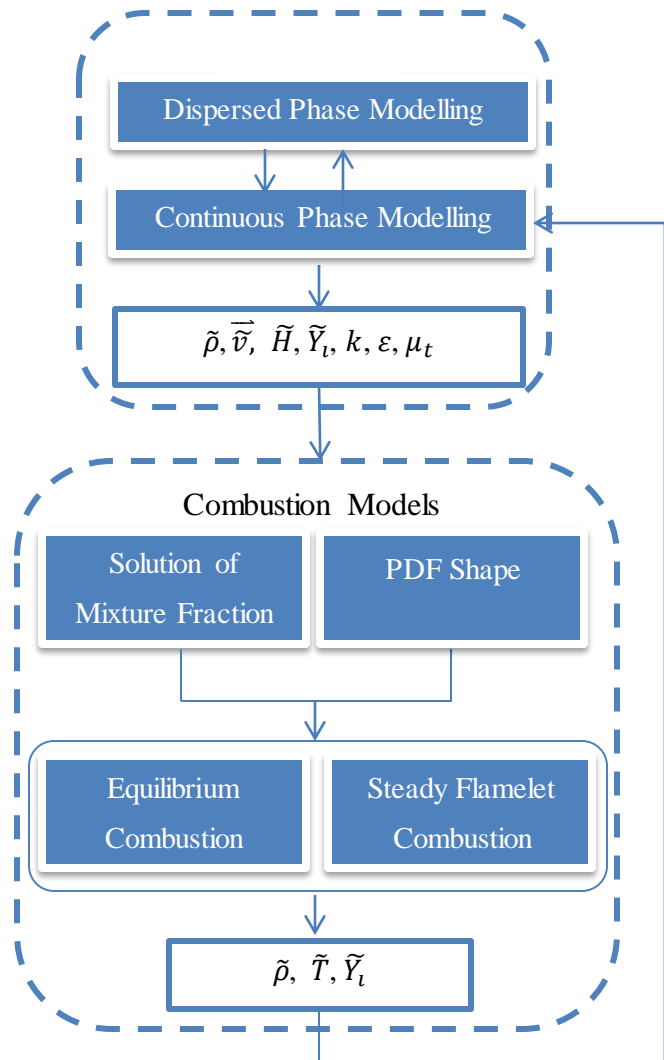 Dispersed Phase Modelling
Continuous Phase Modelling
ρ̃, v⃗̃, H̃, Ỹᵢ, k, ε, μₜ
Combustion Models
Solution of
Mixture Fraction
PDF Shape
Equilibrium
Combustion
Steady Flamelet
Combustion
ρ̃, T̃, Ỹᵢ